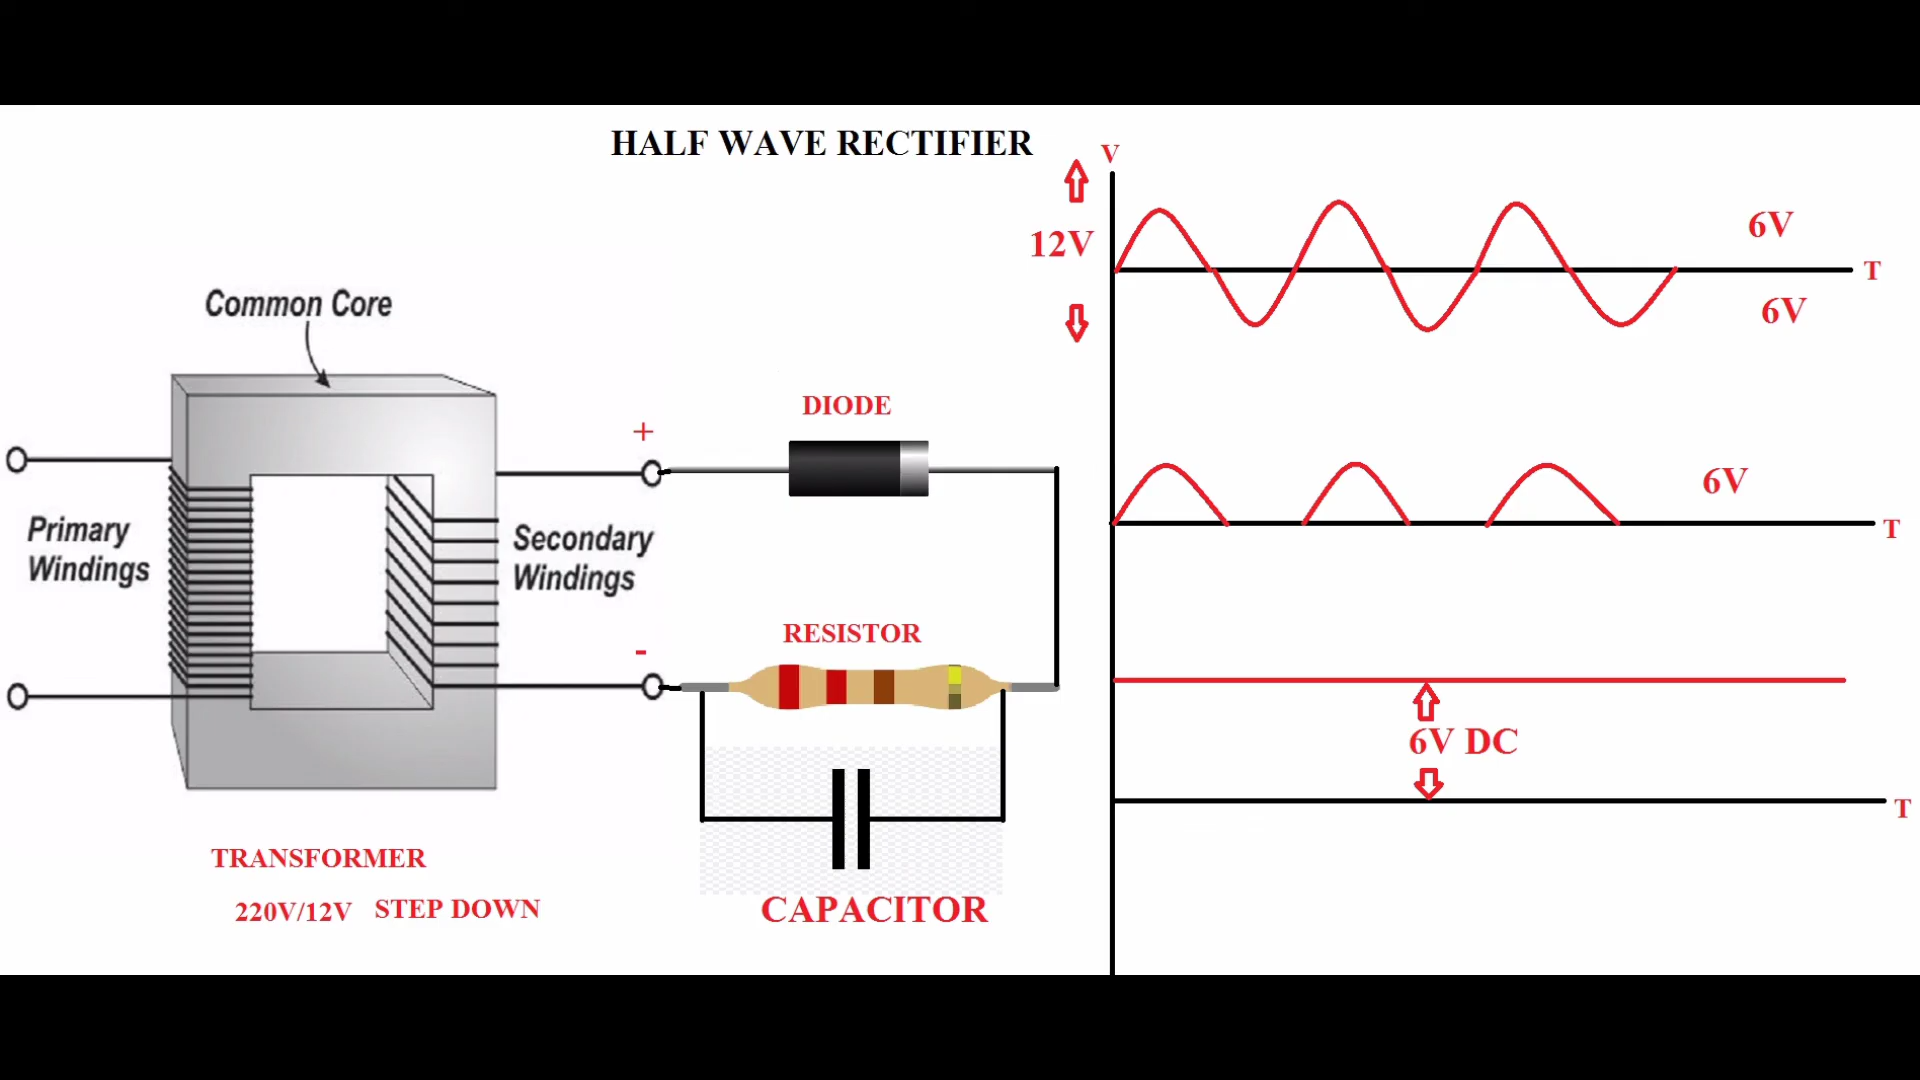 HALF WAVE RECTIFIER
V
12V
6V
T
6V
Common Core
DIODE
+
6V
T
Primary
Windings
Secondary
Windings
RESISTOR
-
6V DC
T
TRANSFORMER
220V/12V STEP DOWN
CAPACITOR